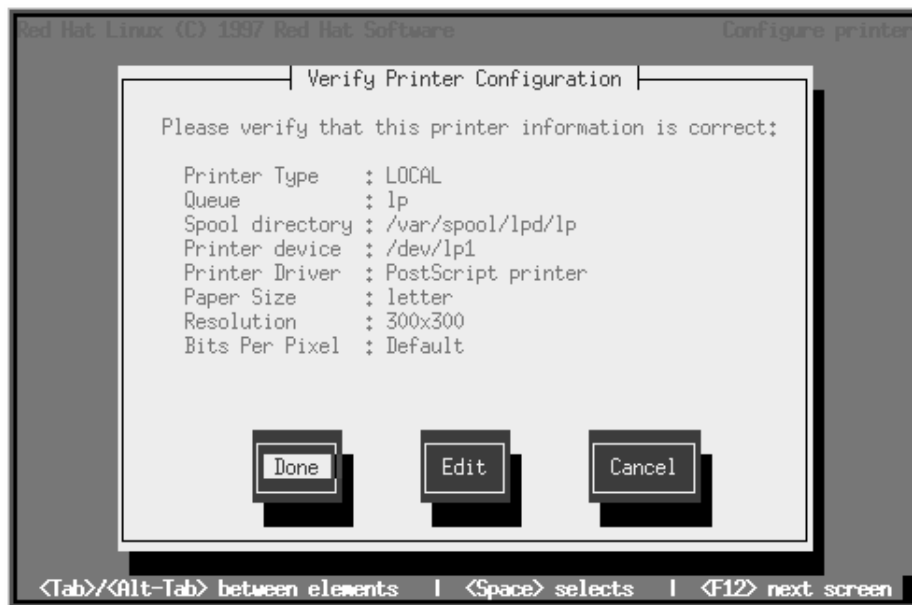 Red Hat Linux (C) 1997 Red Hat Software Configure printer
Verify Printer Configuration
Please verify that this printer information is correct:
Printer Type : LOCAL
Queue : lp
Spool directory : /var/spool/lpd/lp
Printer device : /dev/lp1
Printer Driver : PostScript printer
Paper Size : letter
Resolution : 300x300
Bits Per Pixel : Default
Done Edit Cancel
<Tab>/<Alt-Tab> between elements | <Space> selects | <F12> next screen